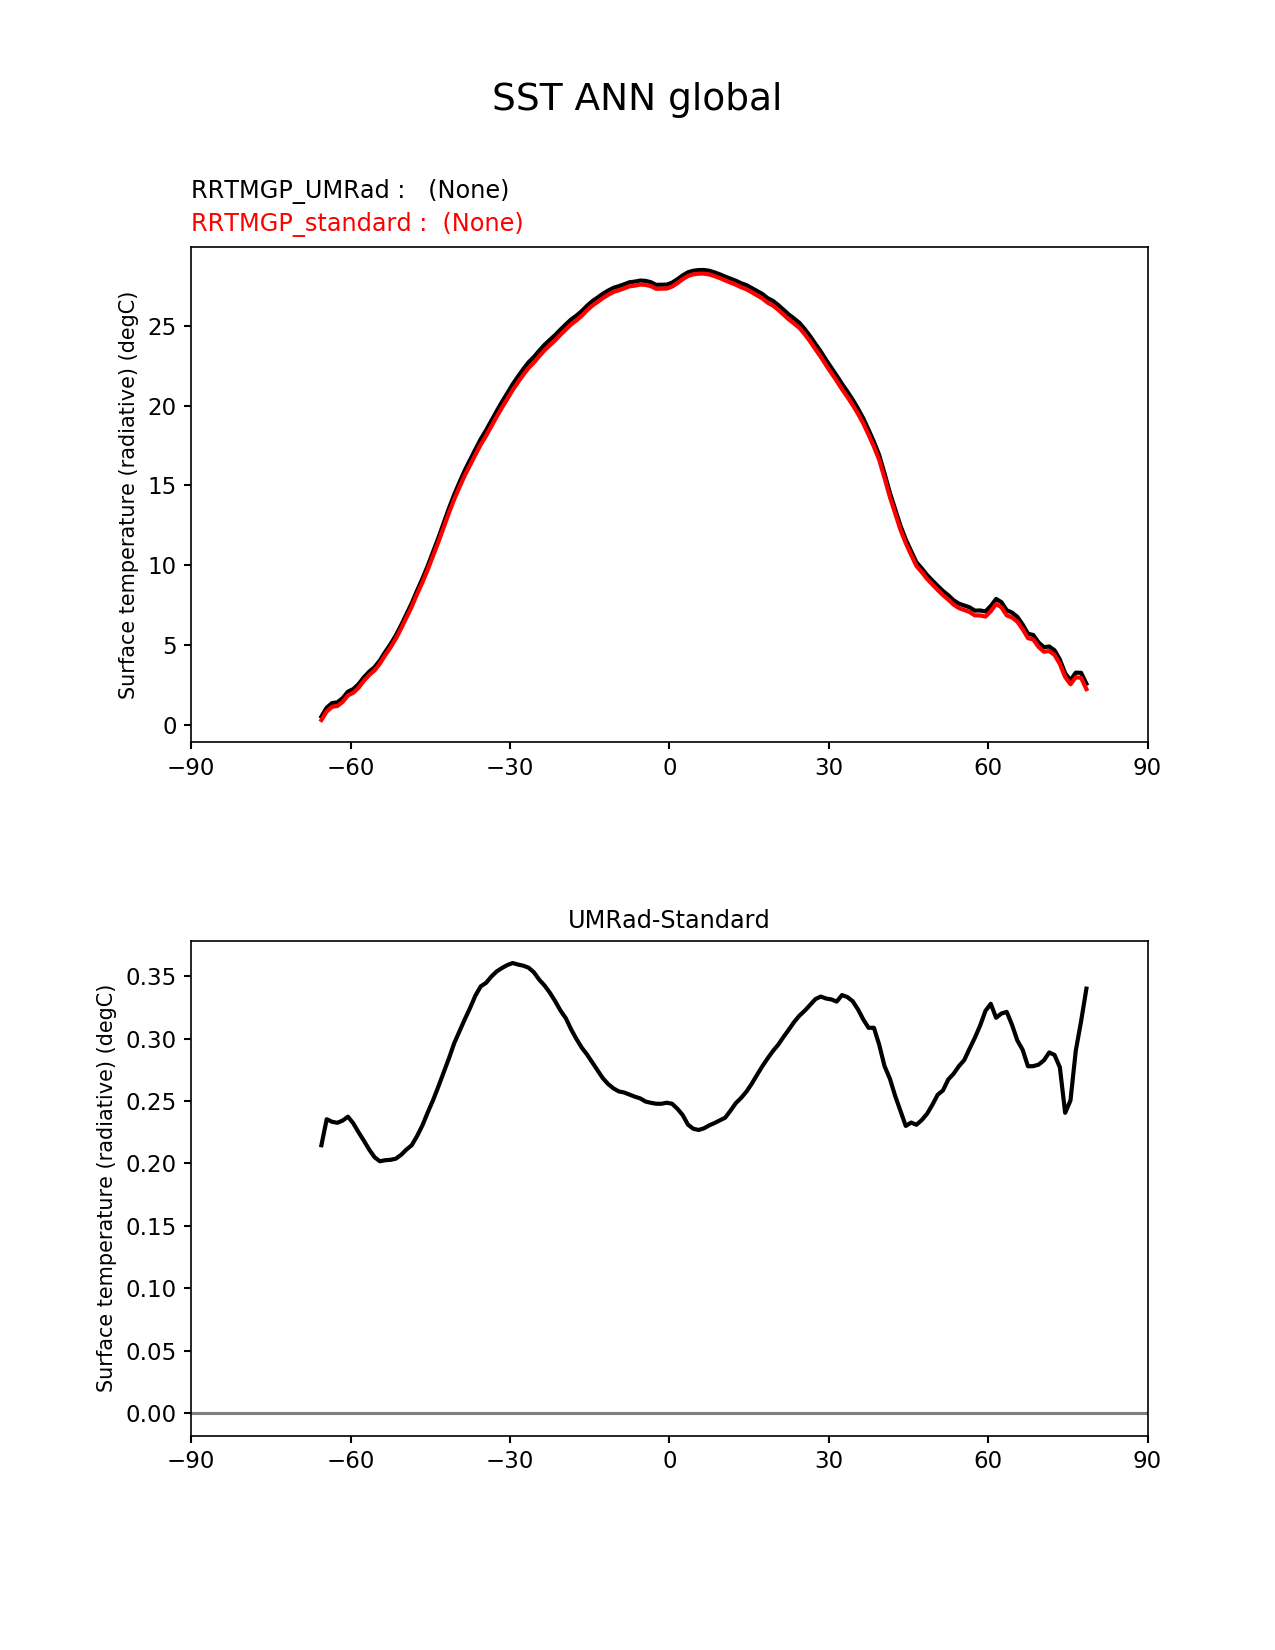 SST ANN global
RRTMGP_UMRad :   (None)
RRTMGP_standard :  (None)
Surface temperature (radiative) (degC)
25
20
15
10
5
0
−90 −60 −30 0 30 60 90
UMRad-Standard
Surface temperature (radiative) (degC)
0.35
0.30
0.25
0.20
0.15
0.10
0.05
0.00
−90 −60 −30 0 30 60 90